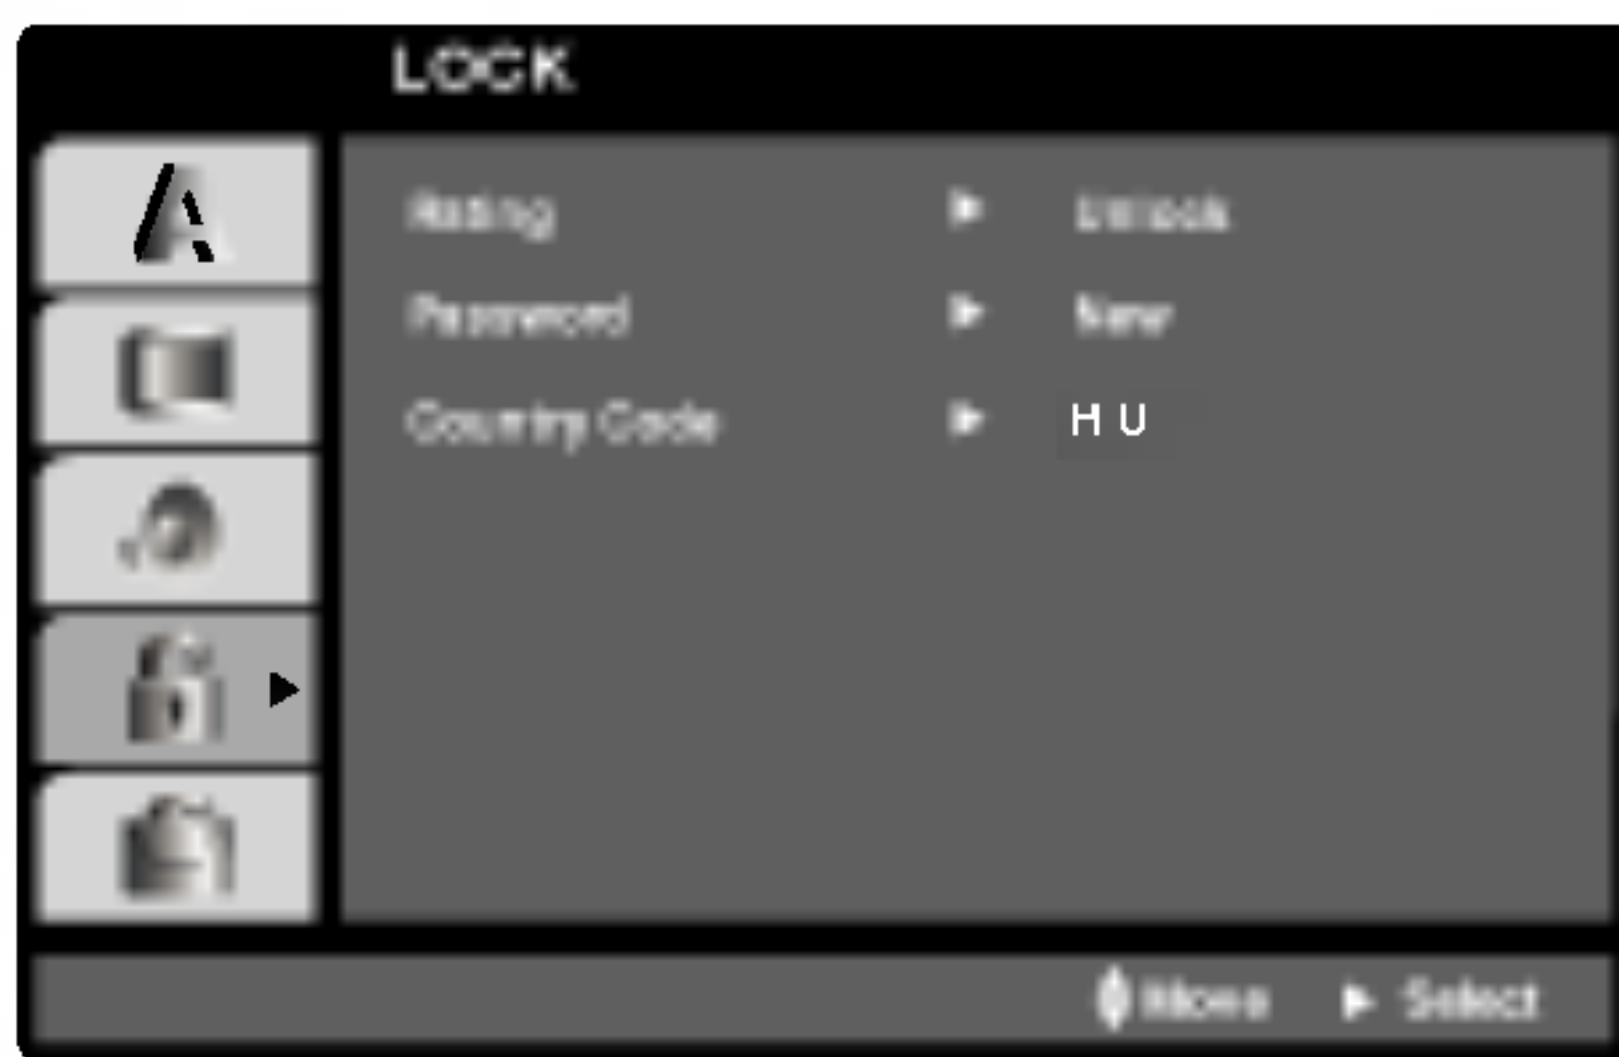 LOCK
Rating Unlock
Password New
Country Code H U
Move Select